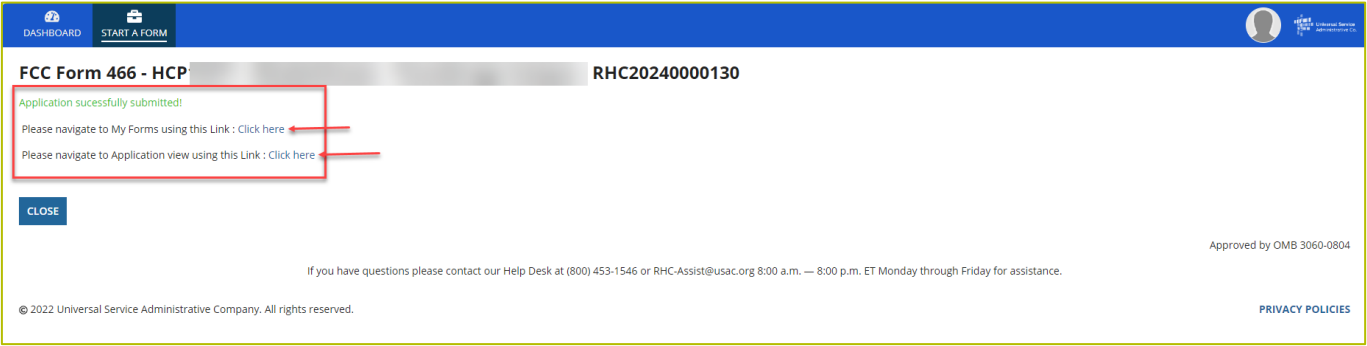 DASHBOARD
START A FORM
Universal Service
Administrative Co.
FCC Form 466 - HCP RHC20240000130
Application sucessfully submitted!
Please navigate to My Forms using this Link : Click here
Please navigate to Application view using this Link : Click here
CLOSE
Approved by OMB 3060-0804
If you have questions please contact our Help Desk at (800) 453-1546 or RHC-Assist@usac.org 8:00 a.m. — 8:00 p.m. ET Monday through Friday for assistance.
© 2022 Universal Service Administrative Company. All rights reserved.
PRIVACY POLICIES